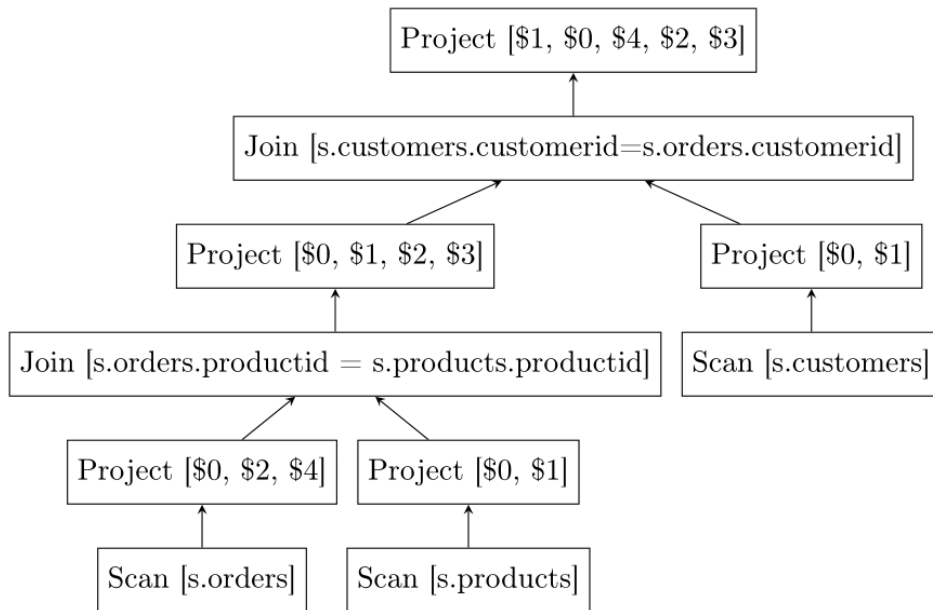 Project [$1, $0, $4, $2, $3]
Join [s.customers.customerid=s.orders.customerid]
Project [$0, $1, $2, $3]
Project [$0, $1]
Join [s.orders.productid = s.products.productid]
Scan [s.customers]
Project [$0, $2, $4]
Project [$0, $1]
Scan [s.orders]
Scan [s.products]